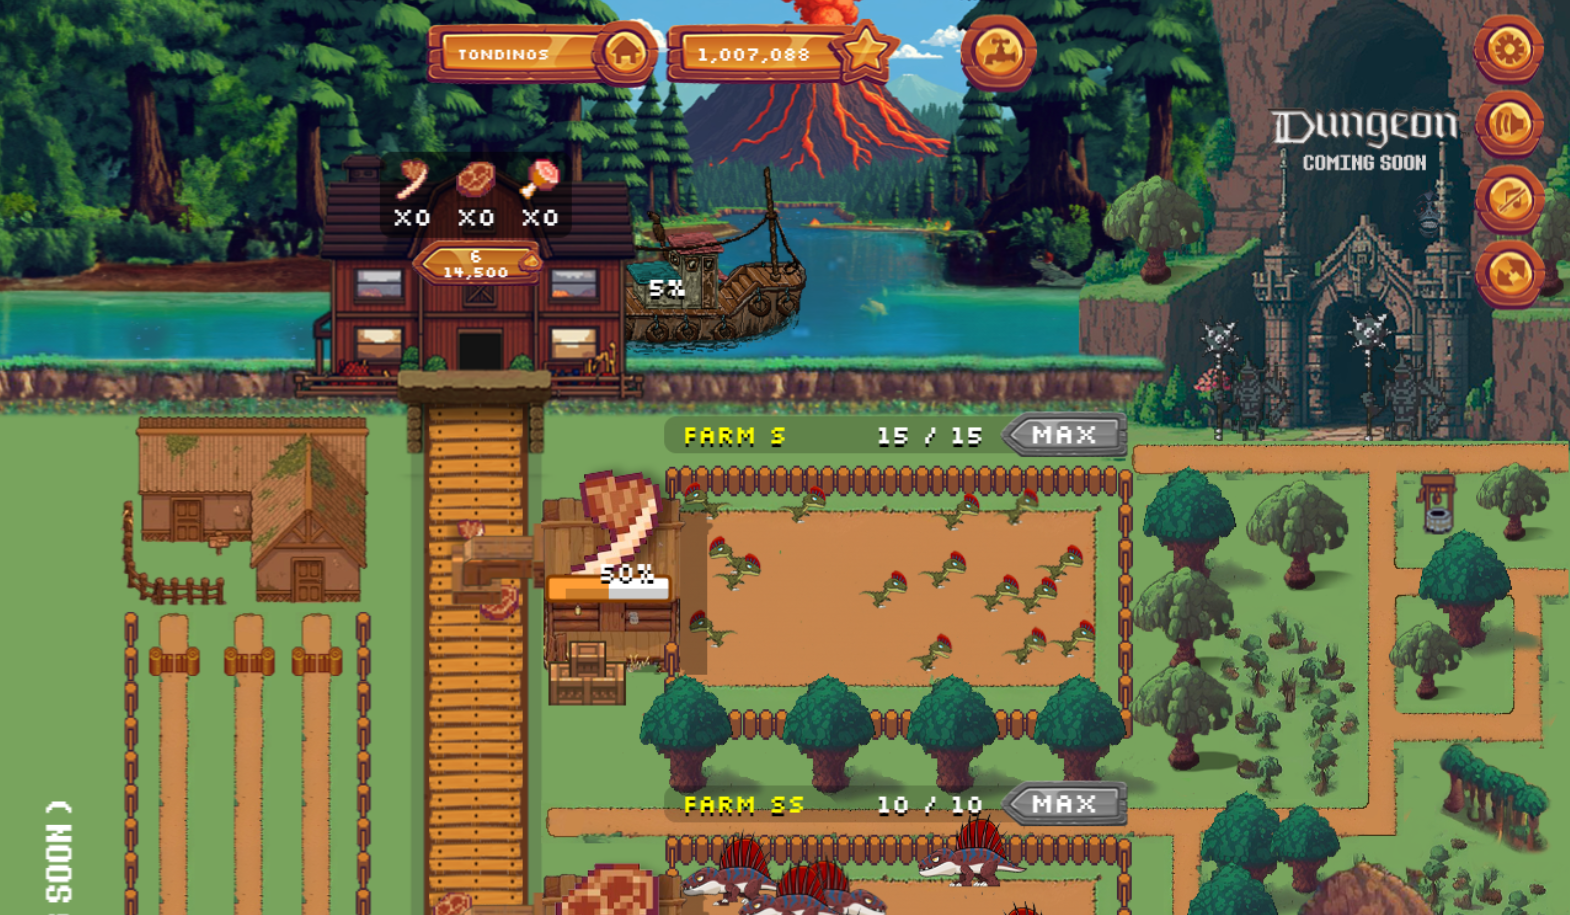 TONDINOS
1,007,088
Dungeon
COMING SOON
X0 X0 X0
6
14,500
5%
FARM S 15 / 15 MAX
50%
FARM SS 10 / 10 MAX
SOON )